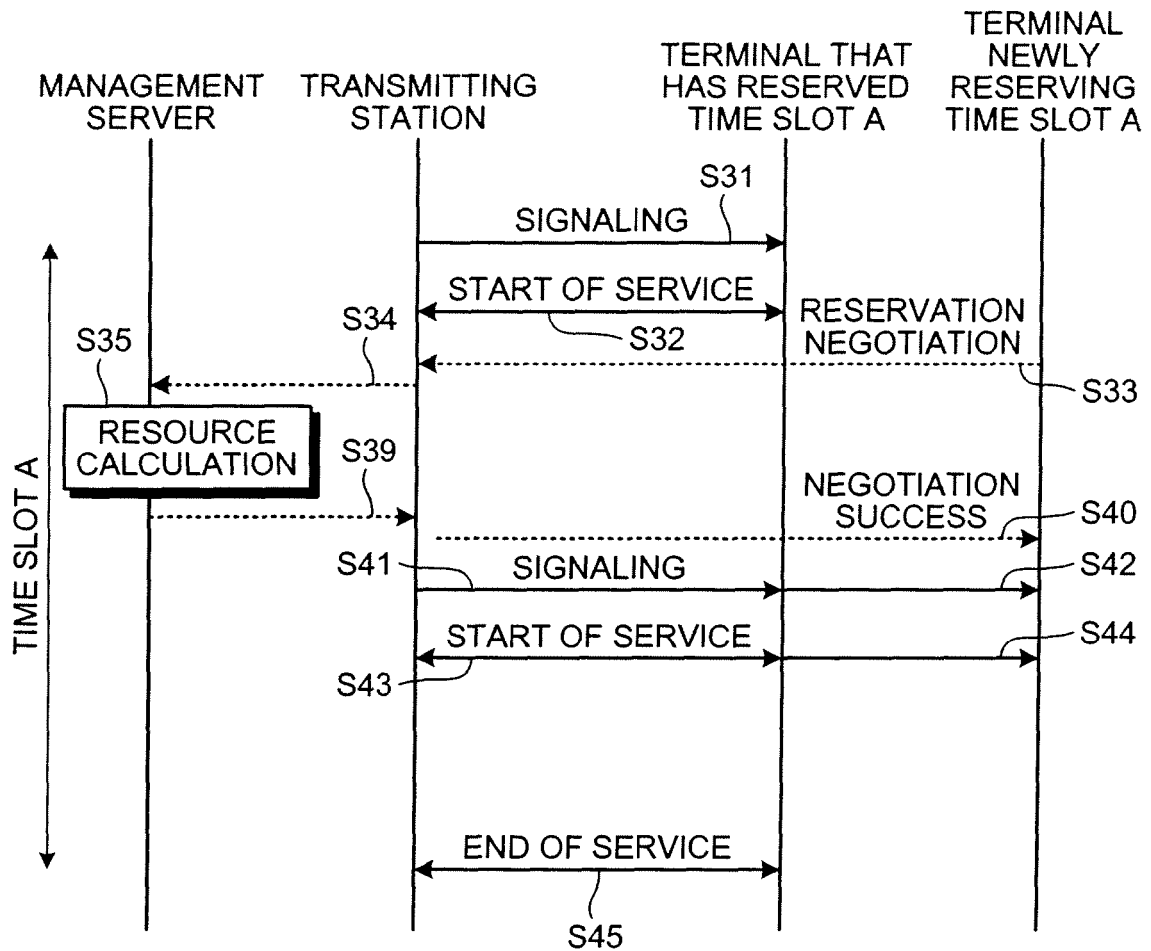 MANAGEMENT
SERVER
TRANSMITTING
STATION
TERMINAL THAT
HAS RESERVED
TIME SLOT A
TERMINAL
NEWLY
RESERVING
TIME SLOT A
S31
SIGNALING
START OF SERVICE
S32
RESERVATION
NEGOTIATION
S33
S34
S35
RESOURCE
CALCULATION
S39
NEGOTIATION
SUCCESS
S40
S41
SIGNALING
S42
START OF SERVICE
S43
S44
TIME SLOT A
END OF SERVICE
S45